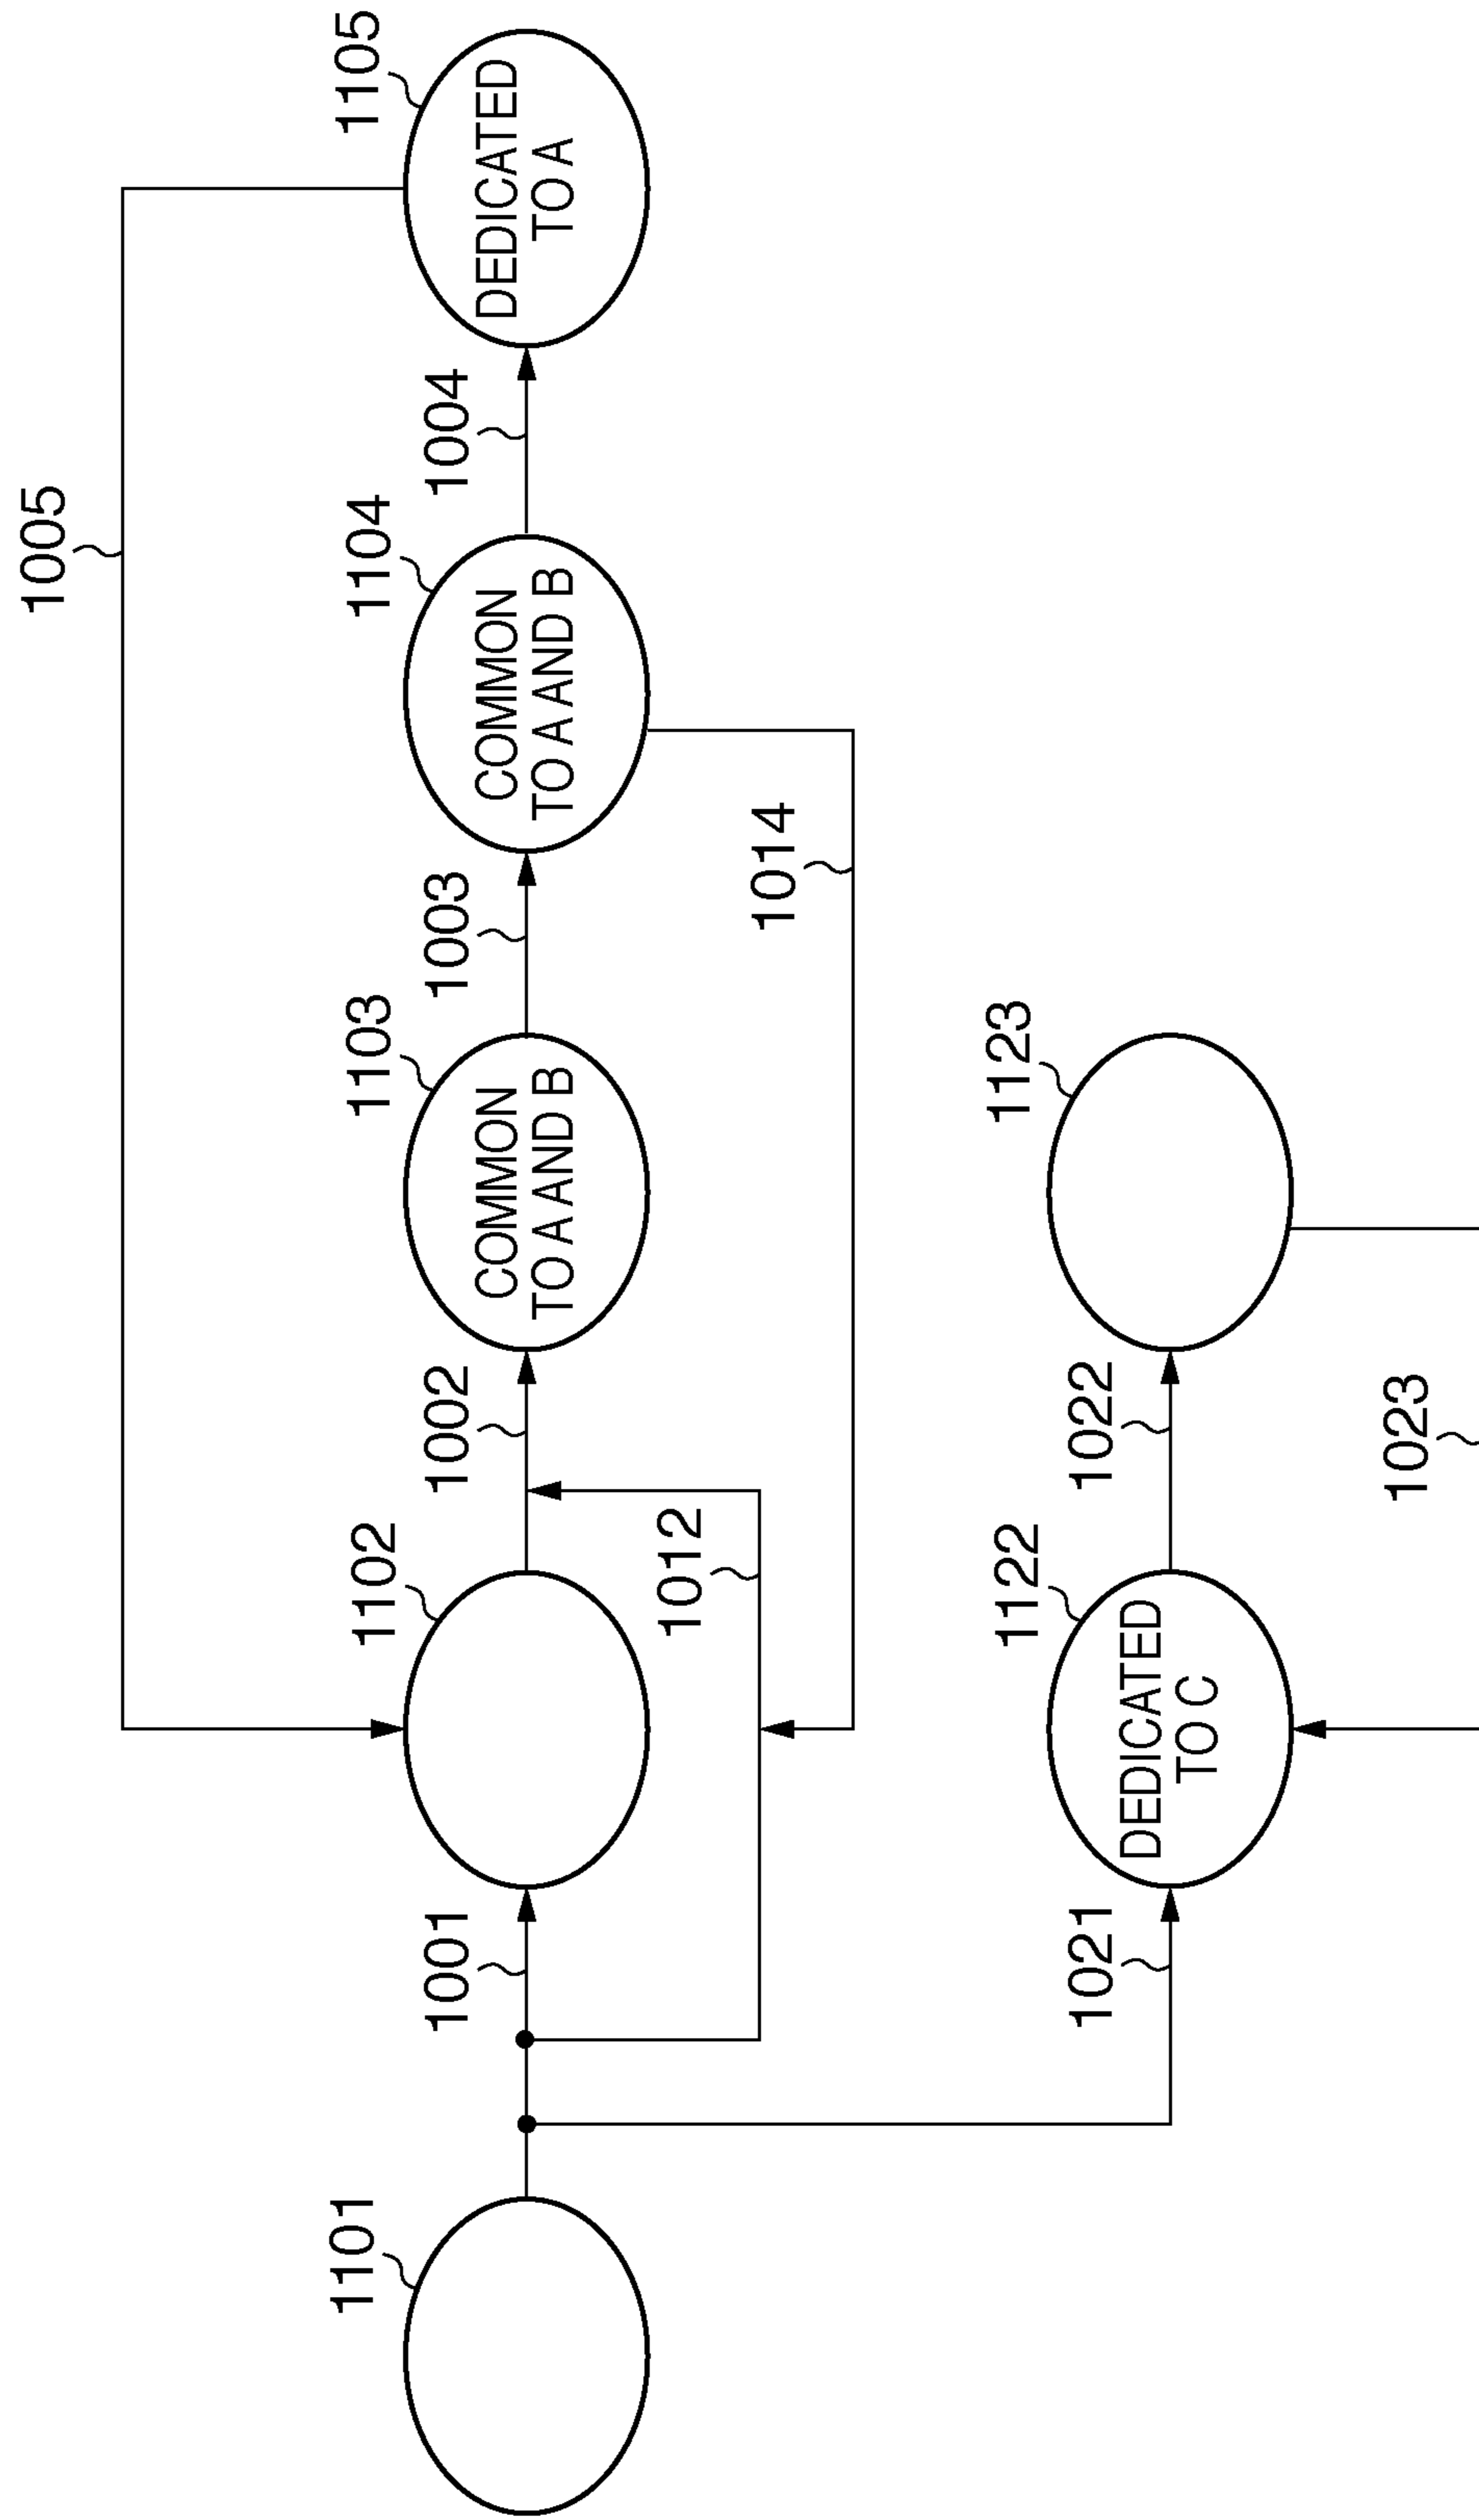 1005
1101
1001
1102
1002
1103
1003
1104
1004
1105
COMMON
TO A AND B
COMMON
TO A AND B
DEDICATED
TO A
1012
1014
1021
1122
1022
1123
DEDICATED
TO C
1023